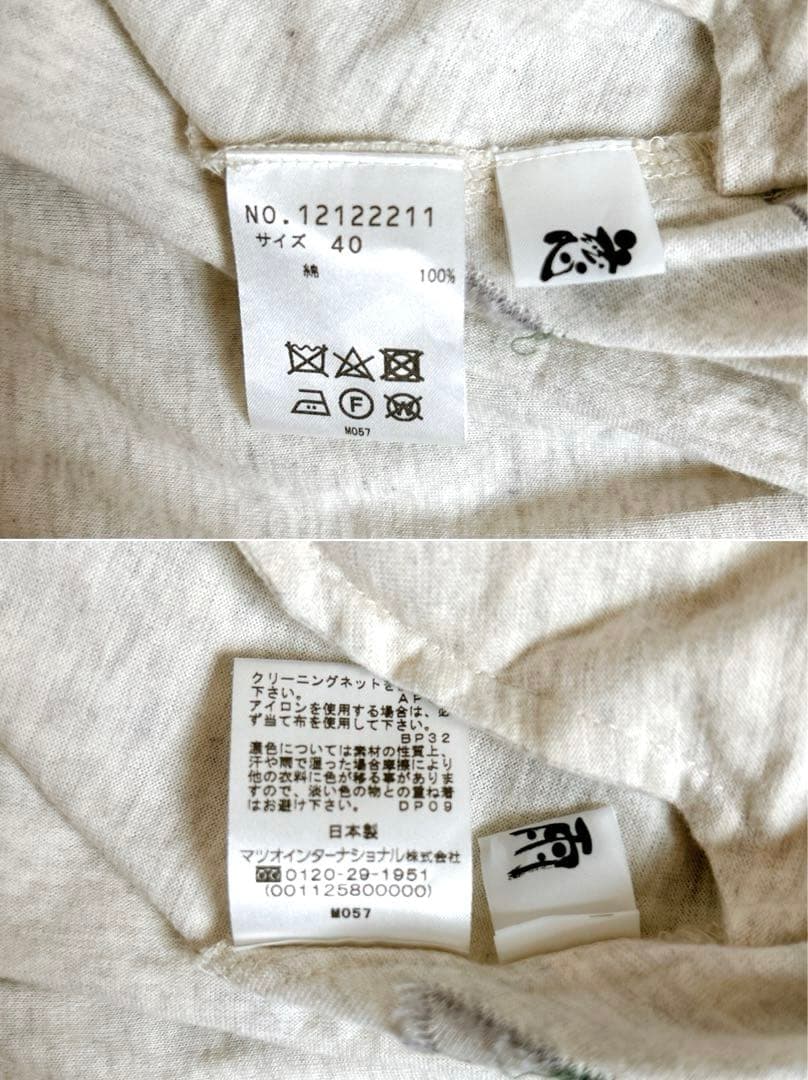 NO.12122211
サイズ 40
綿 100%
F
W
M057
クリーニングネットを
下さい。 AP
アイロンを使用する場合は、必
ず当て布を使用して下さい。
BP32
濃色については素材の性質上、
汗や雨で湿った場合摩擦により
他の衣料に色が移る事がありま
すので、淡い色の物との重ね着
はお避け下さい。 DP09
日本製
マツオインターナショナル株式会社
0120-29-1951
(001125800000)
M057